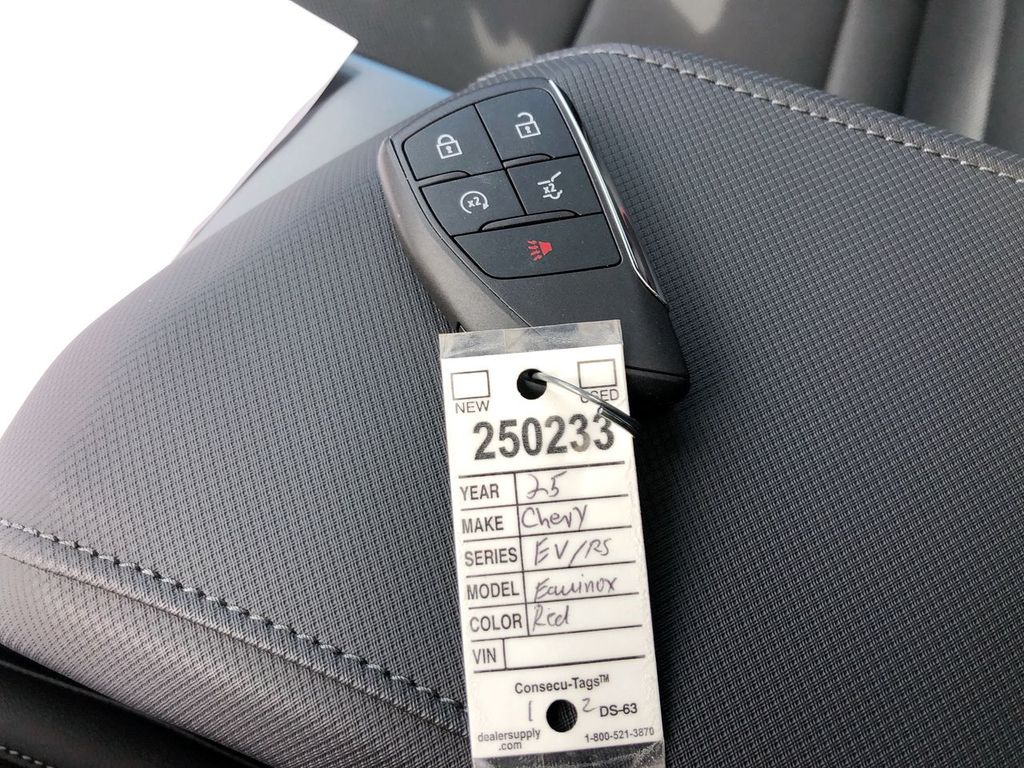 x2
x2
NEW USED
250233
YEAR 25
MAKE Chevy
SERIES EV/RS
MODEL Equinox
COLOR Red
VIN
Consecu-Tags™
1 2 DS-63
dealersupply
.com
1-800-521-3870